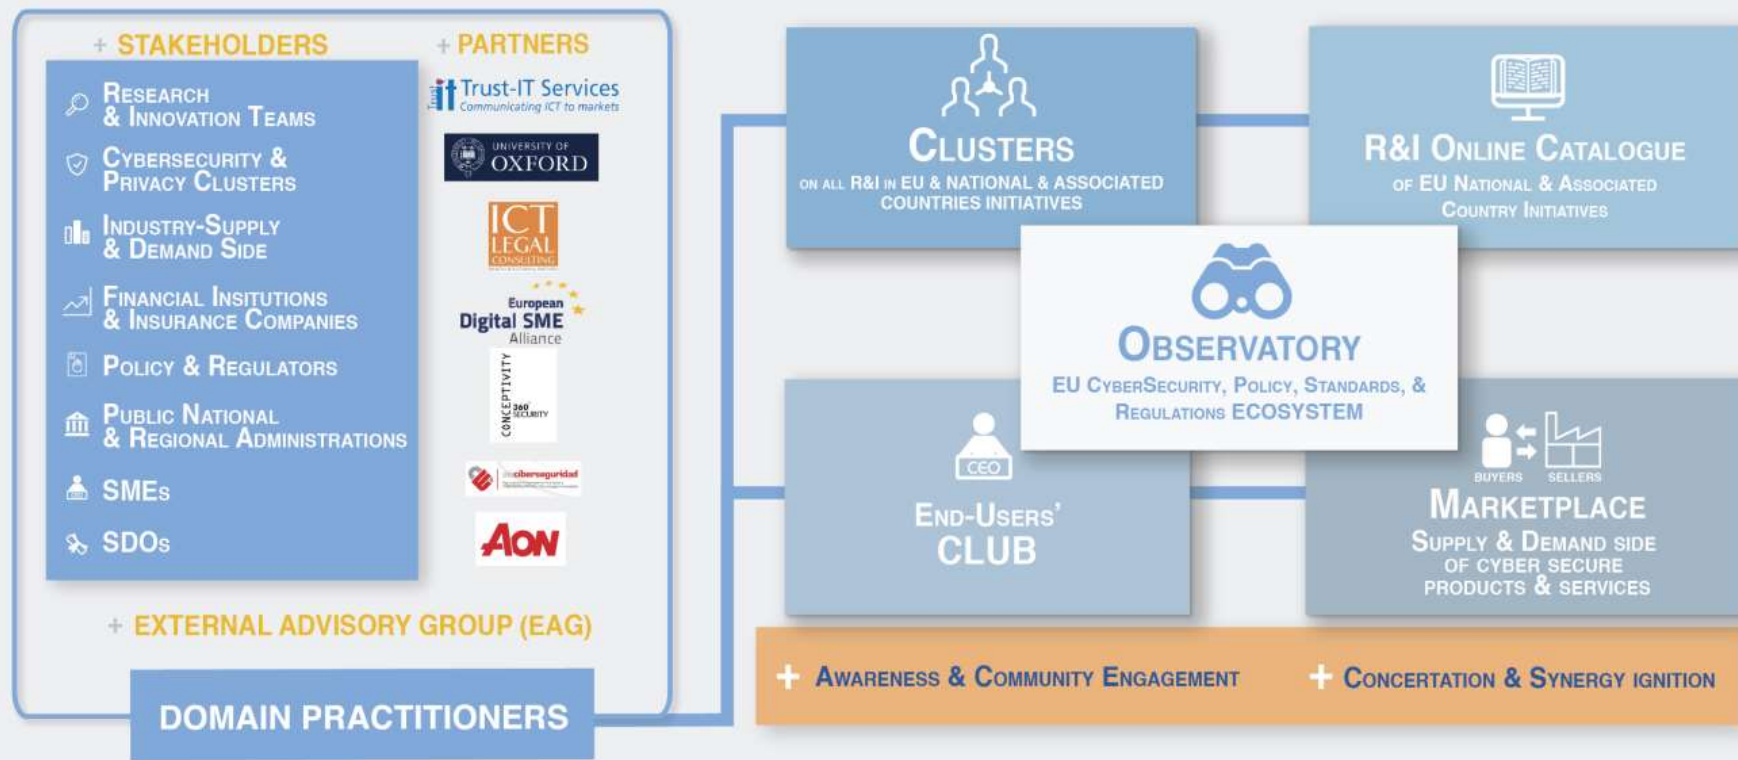 + STAKEHOLDERS
RESEARCH
& INNOVATION TEAMS
CYBERSECURITY &
PRIVACY CLUSTERS
INDUSTRY-SUPPLY
& DEMAND SIDE
FINANCIAL INSITUTIONS
& INSURANCE COMPANIES
POLICY & REGULATORS
PUBLIC NATIONAL
& REGIONAL ADMINISTRATIONS
SMEs
SDOs
+ PARTNERS
Trust it Trust-IT Services
Communicating ICT to markets
UNIVERSITY OF
OXFORD
ICT
LEGAL
CONSULTING
European
Digital SME
Alliance
CONCEPTIVITY
360°
SECURITY
ciberseguridad
AON
+ EXTERNAL ADVISORY GROUP (EAG)
DOMAIN PRACTITIONERS
CLUSTERS
ON ALL R&I IN EU & NATIONAL & ASSOCIATED
COUNTRIES INITIATIVES
R&I ONLINE CATALOGUE
OF EU NATIONAL & ASSOCIATED
COUNTRY INITIATIVES
OBSERVATORY
EU CYBERSECURITY, POLICY, STANDARDS, &
REGULATIONS ECOSYSTEM
CEO
END-USERS'
CLUB
BUYERS SELLERS
MARKETPLACE
SUPPLY & DEMAND SIDE
OF CYBER SECURE
PRODUCTS & SERVICES
+ AWARENESS & COMMUNITY ENGAGEMENT
+ CONCERTATION & SYNERGY IGNITION